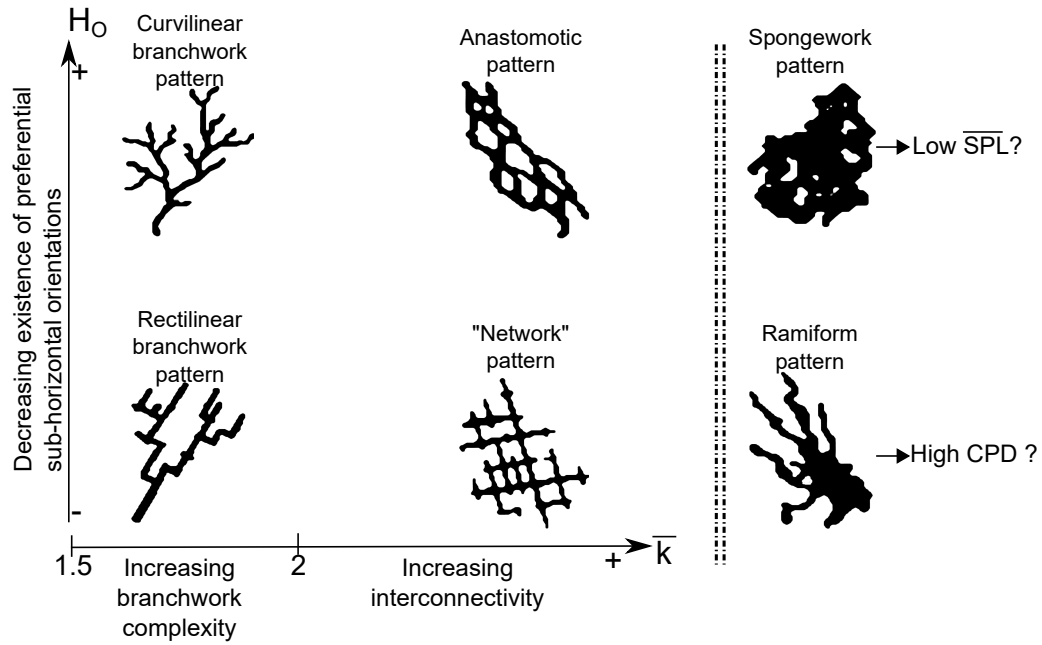 H_O
+
Decreasing existence of preferential
sub-horizontal orientations
-
Curvilinear
branchwork
pattern
Anastomotic
pattern
Spongework
pattern
Low S̅P̅L̅?
Rectilinear
branchwork
pattern
"Network"
pattern
Ramiform
pattern
High CPD ?
1.5
2
+
k̅
Increasing
branchwork
complexity
Increasing
interconnectivity